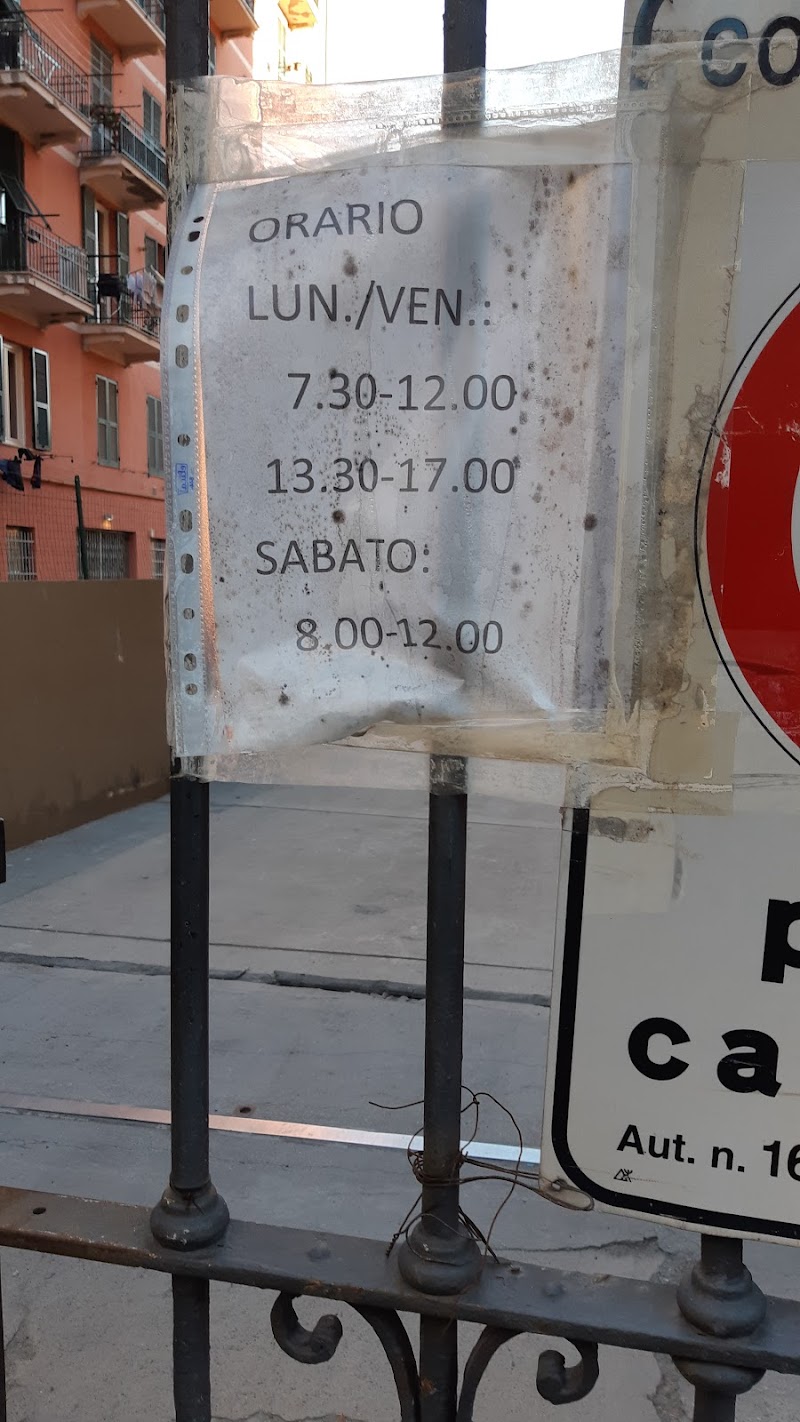 ORARIO
LUN./VEN.:
7.30-12.00
13.30-17.00
SABATO:
8.00-12.00
co
p
ca
Aut. n. 16